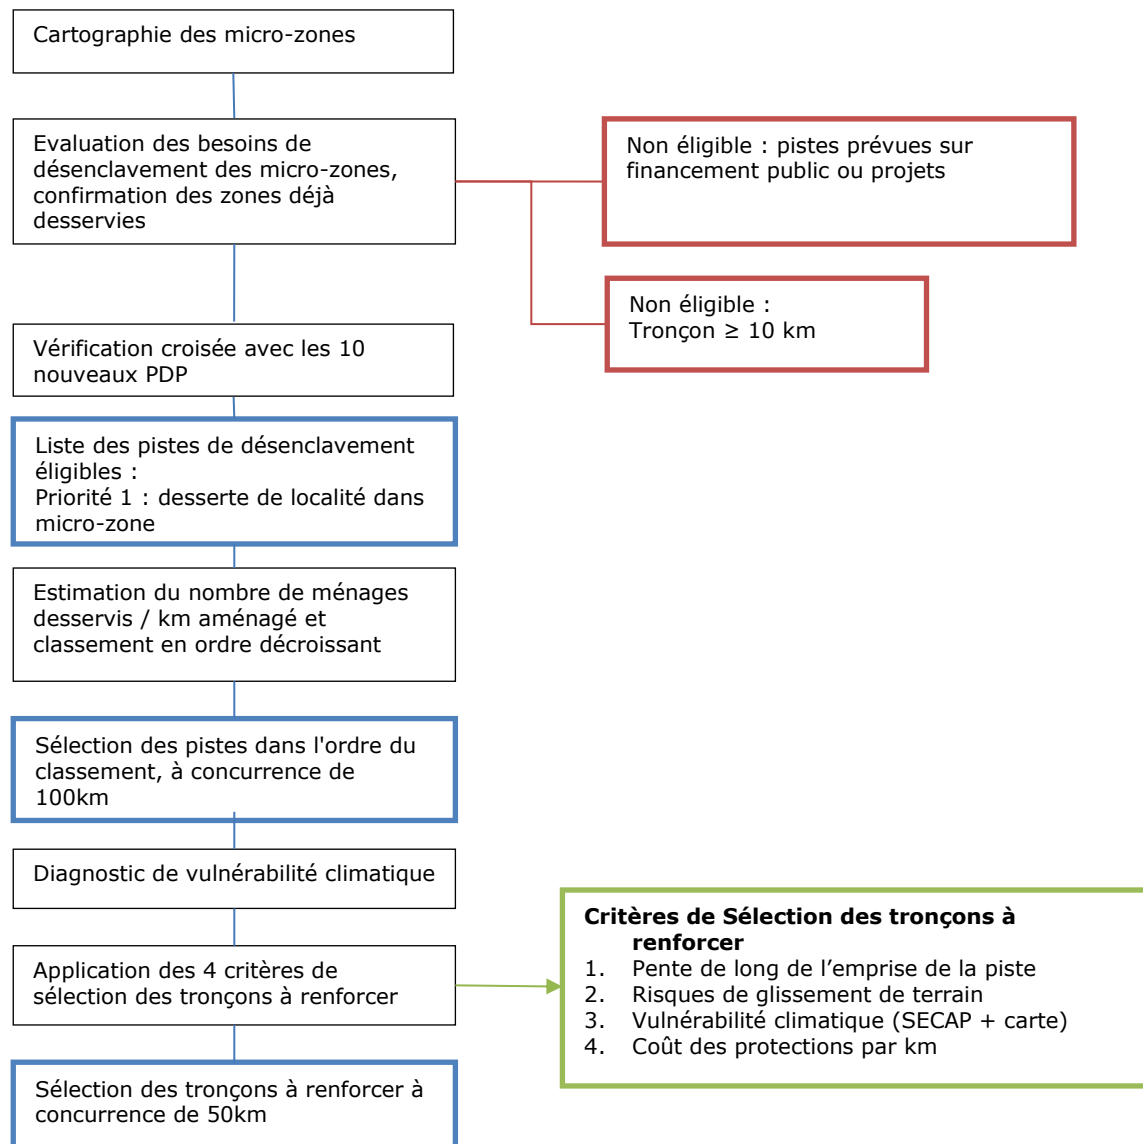 Cartographie des micro-zones
Evaluation des besoins de
désenclavement des micro-zones,
confirmation des zones déjà
desservies
Non éligible : pistes prévues sur
financement public ou projets
Non éligible :
Tronçon ≥ 10 km
Vérification croisée avec les 10
nouveaux PDP
Liste des pistes de désenclavement
éligibles :
Priorité 1 : desserte de localité dans
micro-zone
Estimation du nombre de ménages
desservis / km aménagé et
classement en ordre décroissant
Sélection des pistes dans l'ordre du
classement, à concurrence de
100km
Diagnostic de vulnérabilité climatique
Application des 4 critères de
sélection des tronçons à renforcer
Critères de Sélection des tronçons à
renforcer
1. Pente de long de l’emprise de la piste
2. Risques de glissement de terrain
3. Vulnérabilité climatique (SECAP + carte)
4. Coût des protections par km
Sélection des tronçons à renforcer à
concurrence de 50km